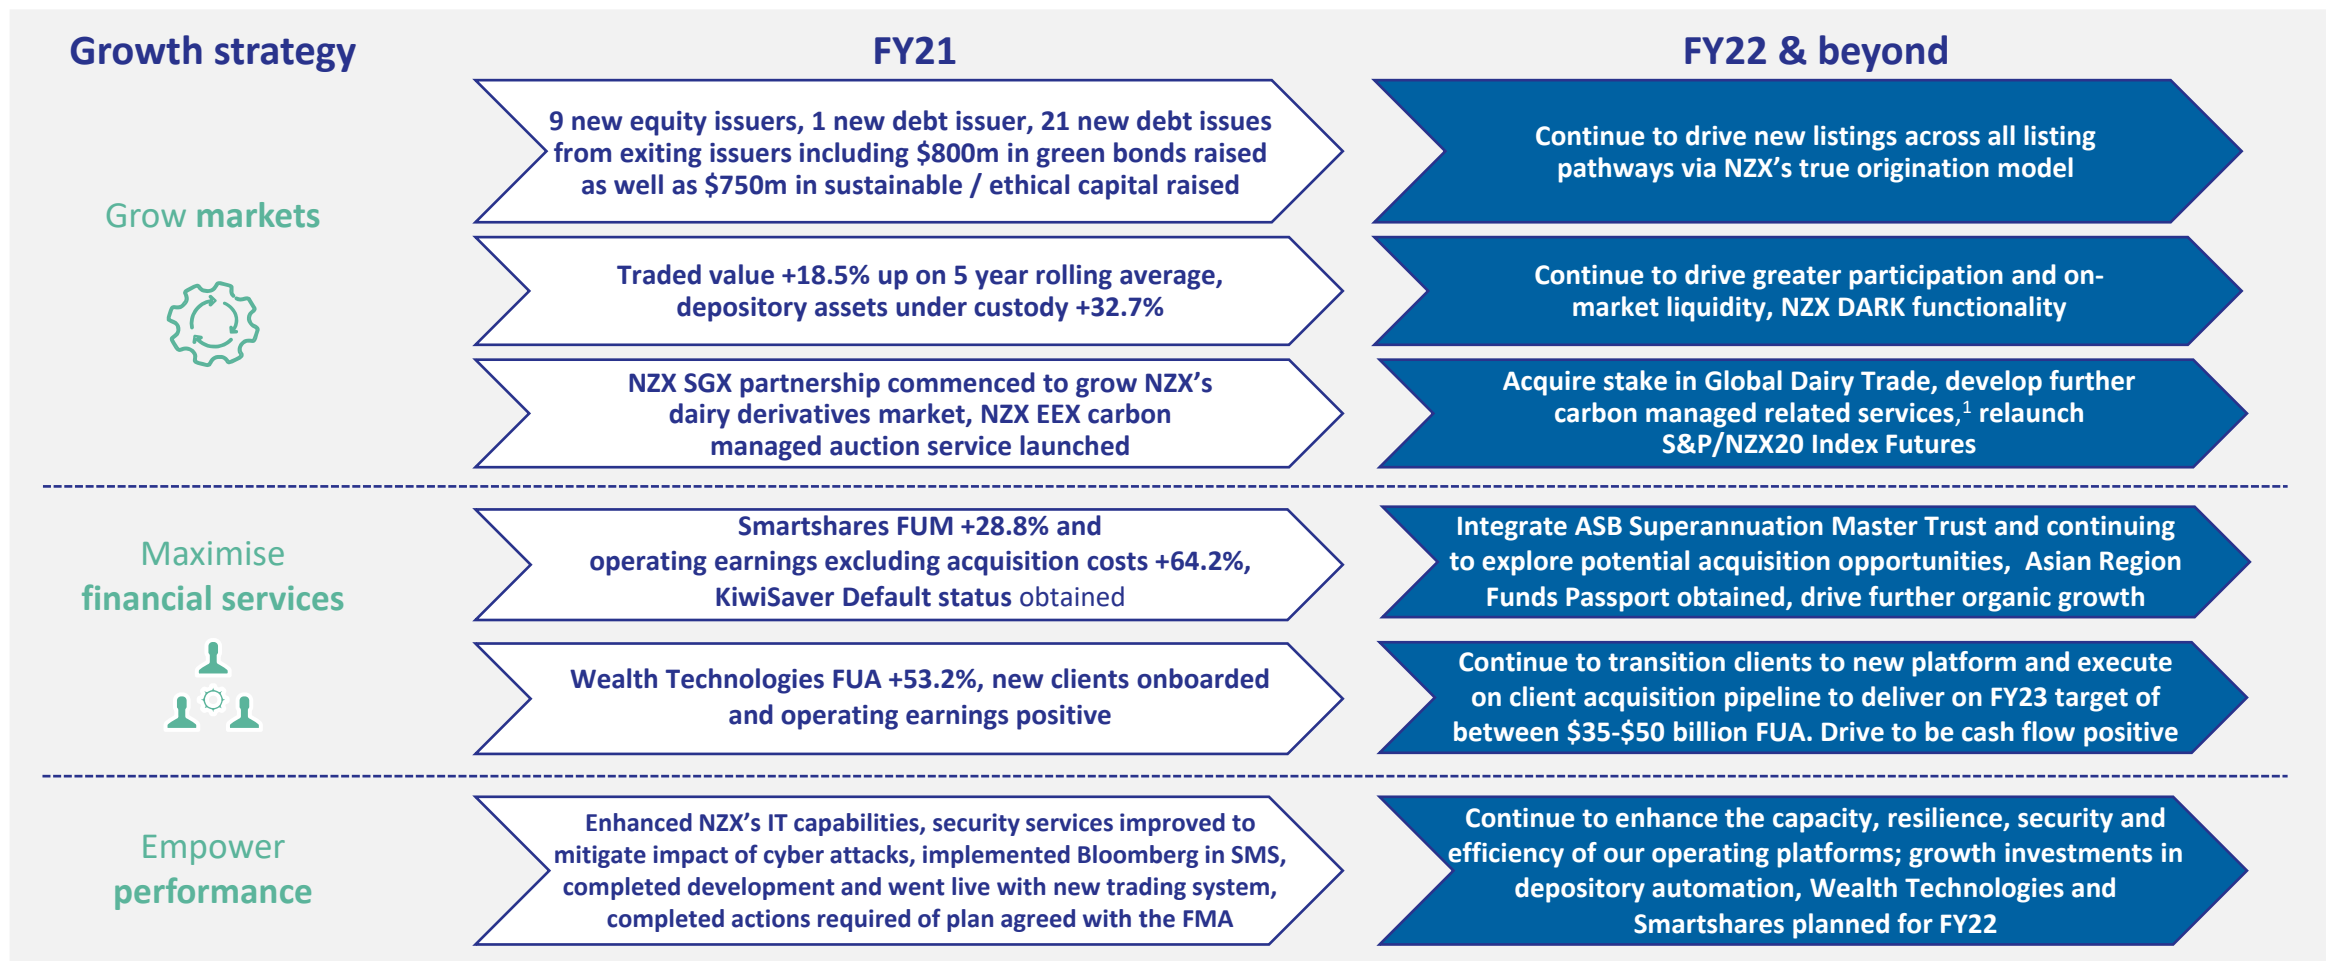 Growth strategy
FY21
FY22 & beyond
Grow markets
9 new equity issuers, 1 new debt issuer, 21 new debt issues
from exiting issuers including $800m in green bonds raised
as well as $750m in sustainable / ethical capital raised
Continue to drive new listings across all listing
pathways via NZX’s true origination model
Traded value +18.5% up on 5 year rolling average,
depository assets under custody +32.7%
Continue to drive greater participation and on-
market liquidity, NZX DARK functionality
NZX SGX partnership commenced to grow NZX’s
dairy derivatives market, NZX EEX carbon
managed auction service launched
Acquire stake in Global Dairy Trade, develop further
carbon managed related services,¹ relaunch
S&P/NZX20 Index Futures
Maximise
financial services
Smartshares FUM +28.8% and
operating earnings excluding acquisition costs +64.2%,
KiwiSaver Default status obtained
Integrate ASB Superannuation Master Trust and continuing
to explore potential acquisition opportunities, Asian Region
Funds Passport obtained, drive further organic growth
Wealth Technologies FUA +53.2%, new clients onboarded
and operating earnings positive
Continue to transition clients to new platform and execute
on client acquisition pipeline to deliver on FY23 target of
between $35-$50 billion FUA. Drive to be cash flow positive
Empower
performance
Enhanced NZX’s IT capabilities, security services improved to
mitigate impact of cyber attacks, implemented Bloomberg in SMS,
completed development and went live with new trading system,
completed actions required of plan agreed with the FMA
Continue to enhance the capacity, resilience, security and
efficiency of our operating platforms; growth investments in
depository automation, Wealth Technologies and
Smartshares planned for FY22